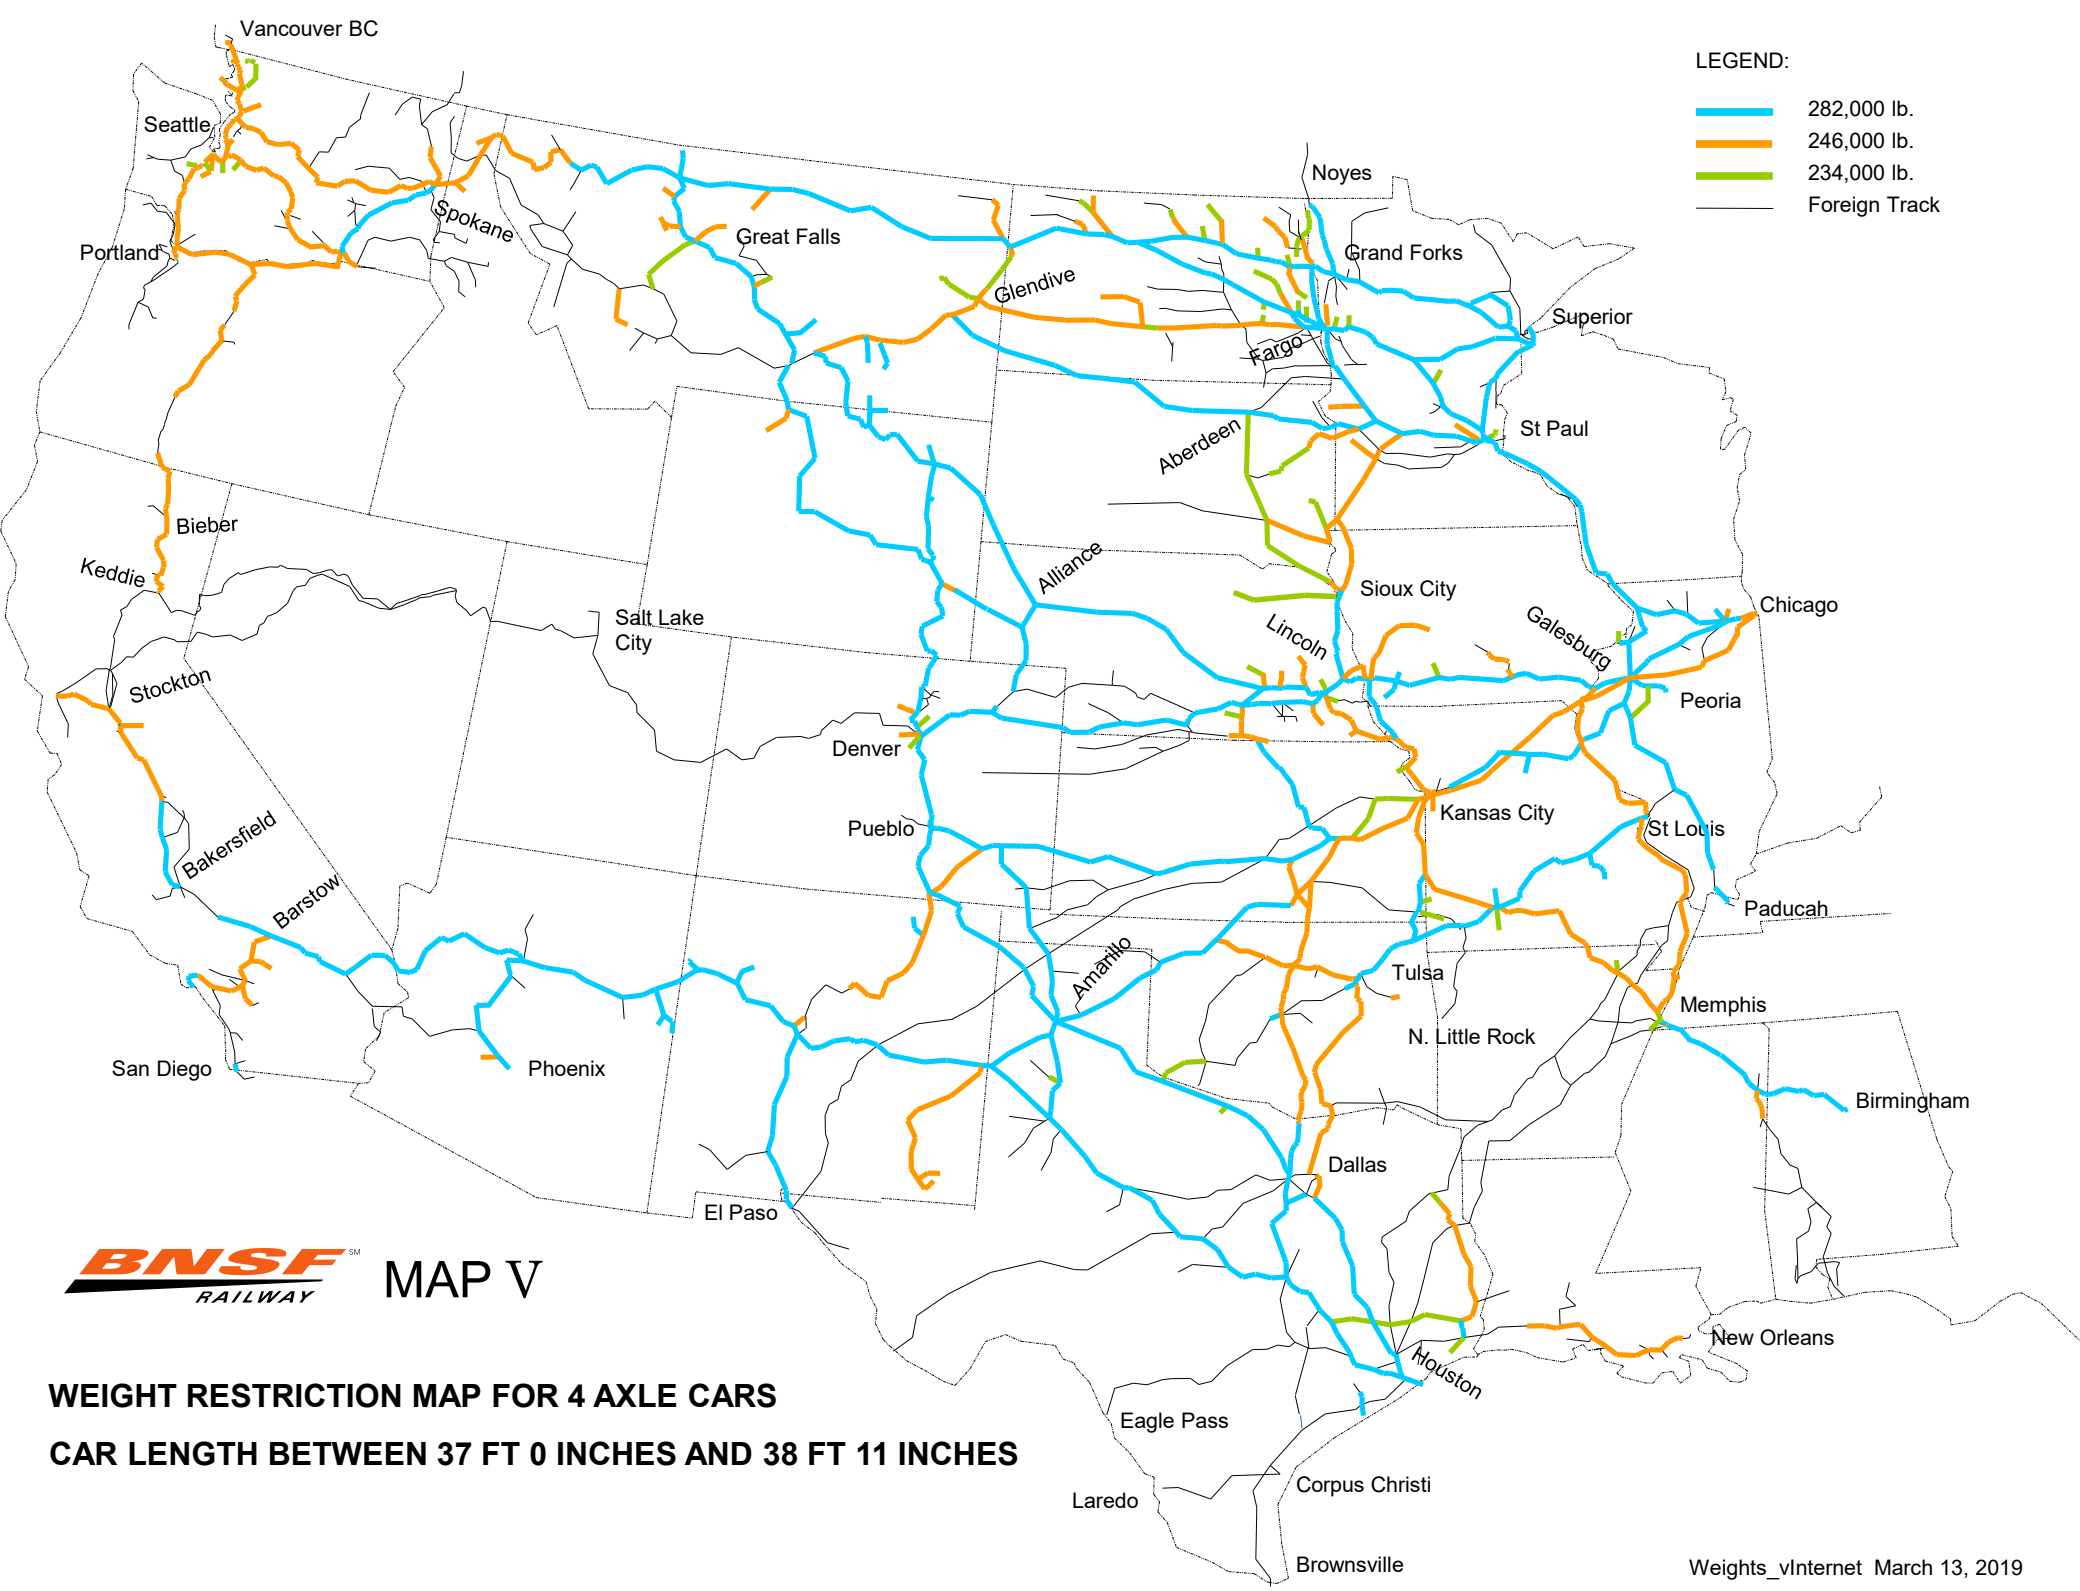 Vancouver BC
LEGEND:
282,000 lb.
246,000 lb.
234,000 lb.
Foreign Track
Seattle
Noyes
Spokane
Portland
Great Falls
Grand Forks
Glendive
Superior
Fargo
Aberdeen
St Paul
Bieber
Keddie
Alliance
Sioux City
Chicago
Salt Lake
City
Lincoln
Galesburg
Stockton
Peoria
Denver
Pueblo
Kansas City
St Louis
Bakersfield
Barstow
Paducah
Amarillo
Tulsa
Memphis
N. Little Rock
San Diego
Phoenix
Birmingham
Dallas
El Paso
BNSF SM
RAILWAY
MAP V
New Orleans
Houston
WEIGHT RESTRICTION MAP FOR 4 AXLE CARS
Eagle Pass
CAR LENGTH BETWEEN 37 FT 0 INCHES AND 38 FT 11 INCHES
Corpus Christi
Laredo
Brownsville
Weights_vInternet March 13, 2019